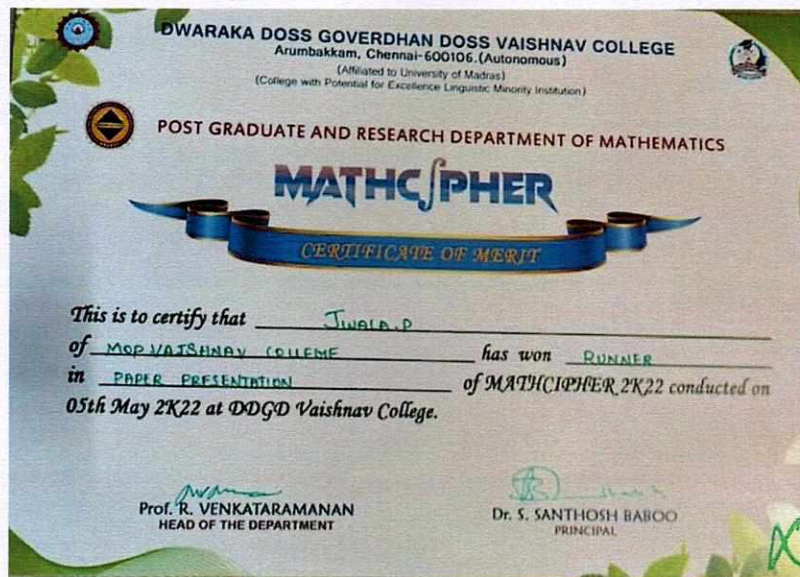 DWARAKA DOSS GOVERDHAN DOSS VAISHNAV COLLEGE
Arumbakkam, Chennai-600106.(Autonomous)
(Affiliated to University of Madras)
(College with Potential for Excellence Linguistic Minority Institution)
POST GRADUATE AND RESEARCH DEPARTMENT OF MATHEMATICS
MATHC∫PHER
CERTIFICATE OF MERIT
This is to certify that JWALA.P
of MOP VAISHNAV COLLEGE has won RUNNER
in PAPER PRESENTATION of MATHCIPHER 2K22 conducted on
05th May 2K22 at DDGD Vaishnav College.
Prof. R. VENKATARAMANAN
HEAD OF THE DEPARTMENT
Dr. S. SANTHOSH BABOO
PRINCIPAL